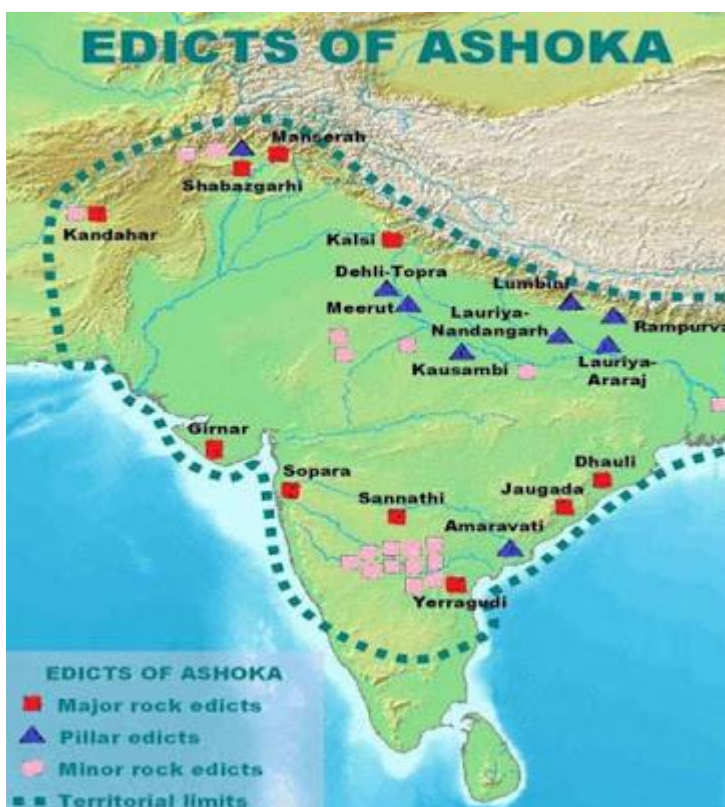 EDICTS OF ASHOKA
Manserah
Shabazgarhi
Kandahar
Kalsi
Dehli-Topra
Lumbini
Meerut
Lauriya-
Nandangarh
Rampurva
Kausambi
Lauriya-
Araraj
Girnar
Sopara
Sannathi
Dhauli
Jaugada
Amaravati
Yerragudi
EDICTS OF ASHOKA
Major rock edicts
Pillar edicts
Minor rock edicts
Territorial limits